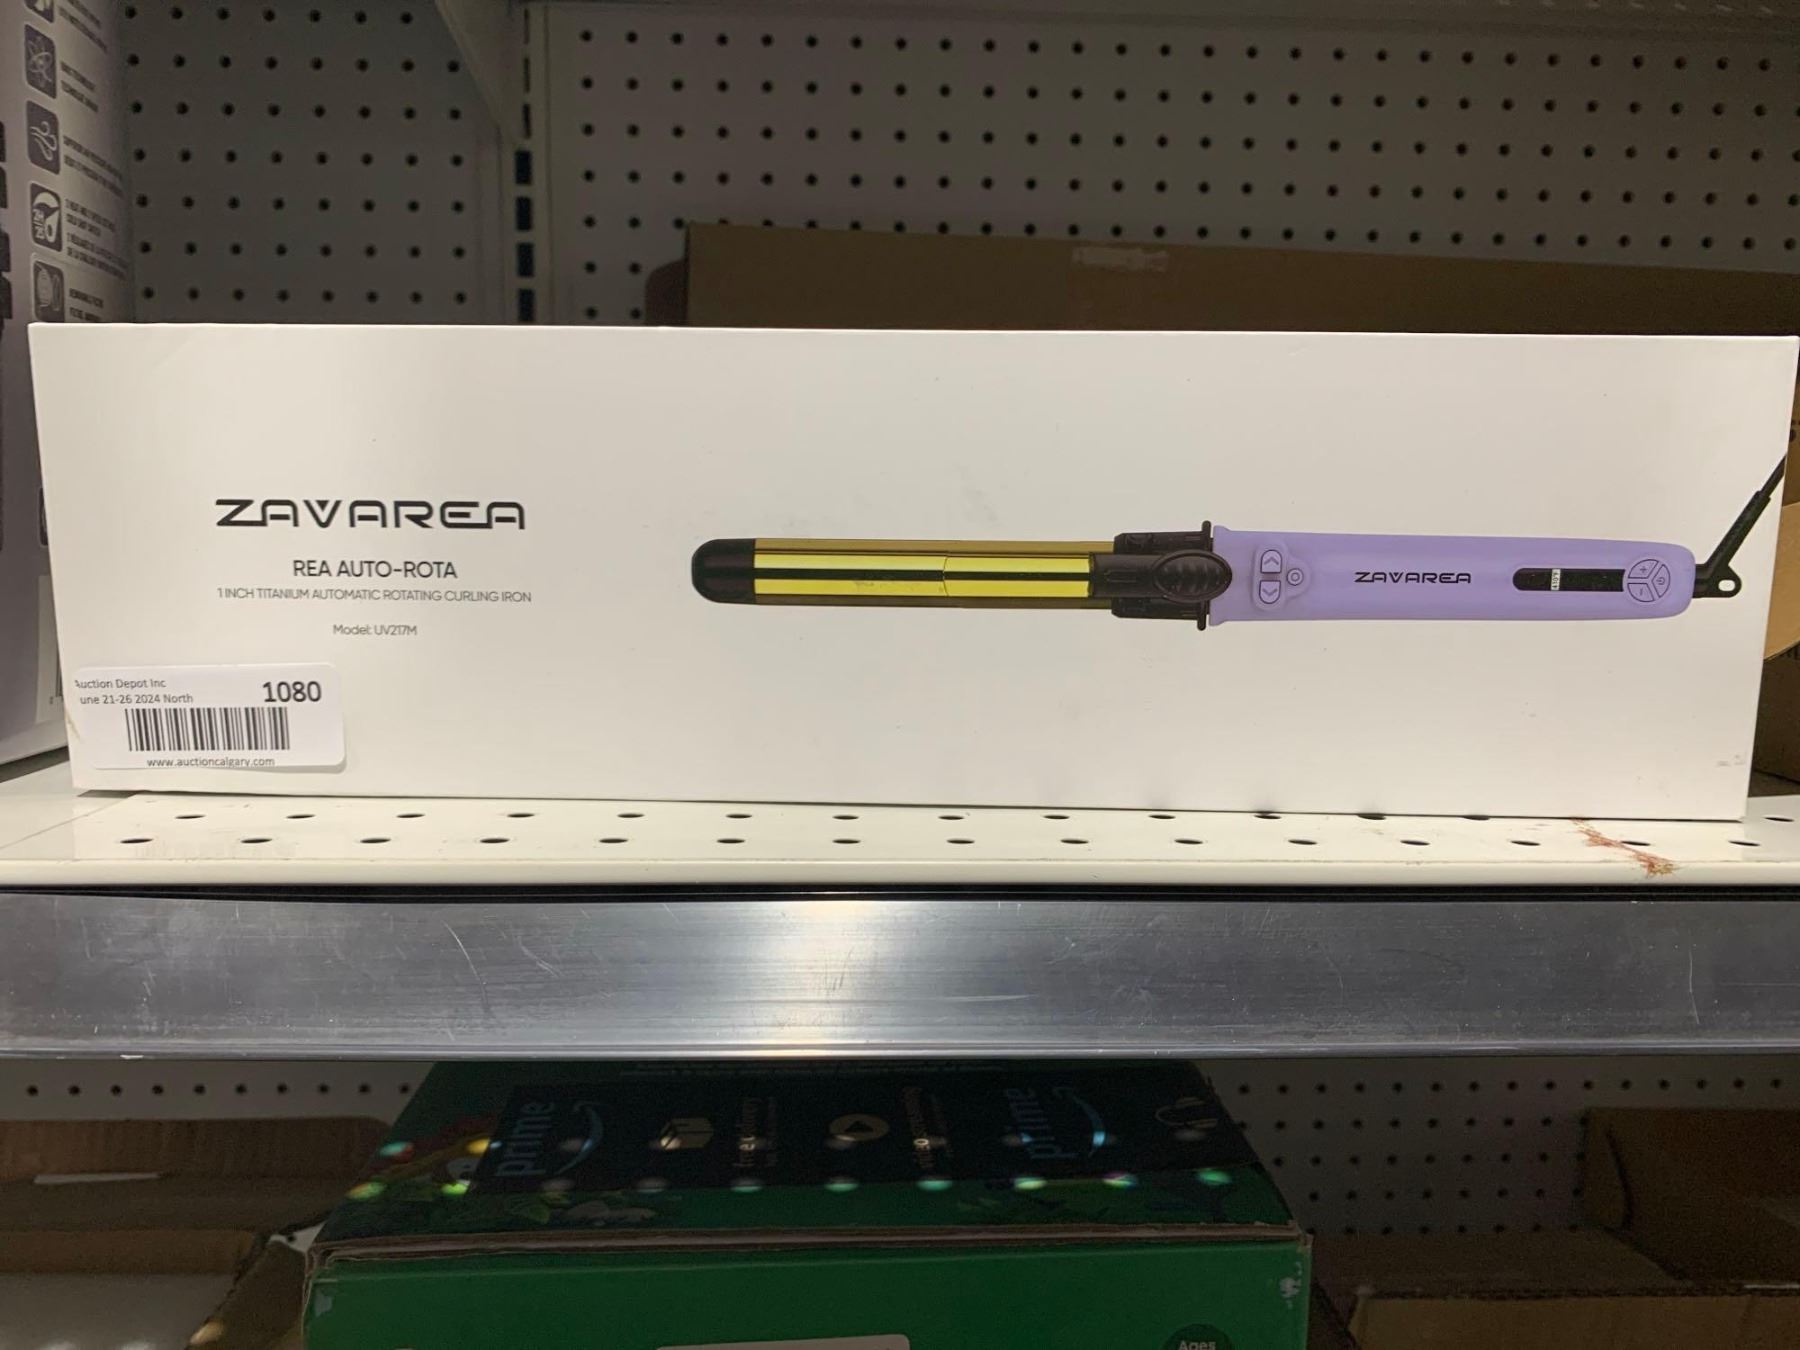 ZAVAREA
REA AUTO-ROTA
1 INCH TITANIUM AUTOMATIC ROTATING CURLING IRON
Model: UV217M
ZAVAREA
Auction Depot Inc
une 21-26 2024 North
1080
www.auctioncalgary.com
prime
prime
Ages